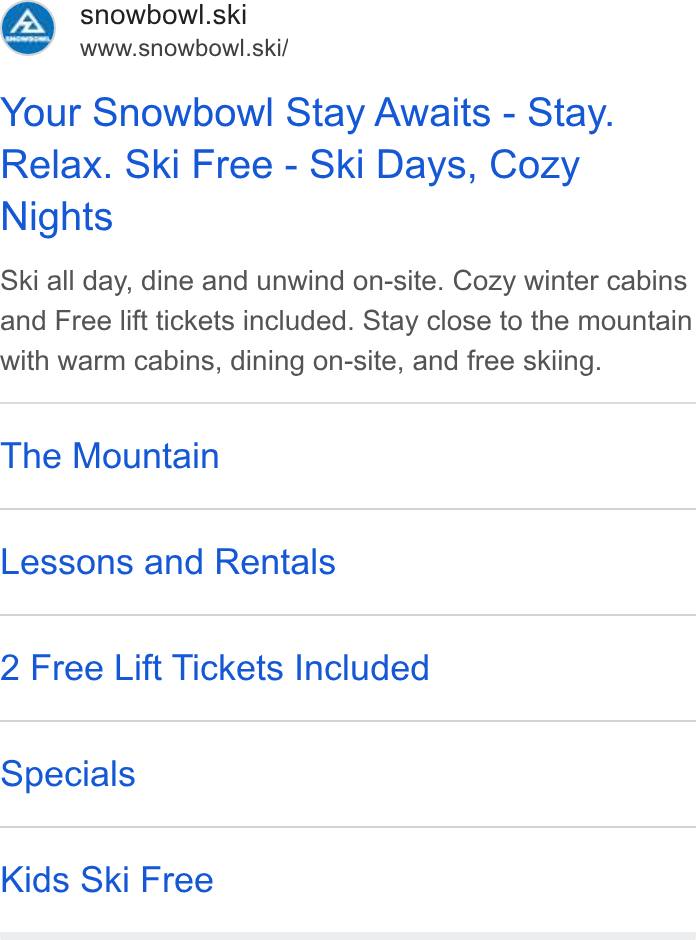 SNOWBOWL
snowbowl.ski
www.snowbowl.ski/
Your Snowbowl Stay Awaits - Stay.
Relax. Ski Free - Ski Days, Cozy
Nights
Ski all day, dine and unwind on-site. Cozy winter cabins
and Free lift tickets included. Stay close to the mountain
with warm cabins, dining on-site, and free skiing.
The Mountain
Lessons and Rentals
2 Free Lift Tickets Included
Specials
Kids Ski Free